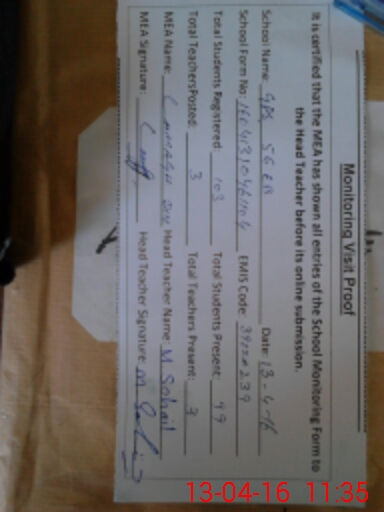 Monitoring Visit Proof
It is certified that the MEA has shown all entries of the School Monitoring Form to
the Head Teacher before its online submission.
School Name: GPS 56 EB Date: 13-4-16
School Form No: EMIS Code:
Total Students Registered: 103 Total Students Present: 99
Total Teachers Posted: 3 Total Teachers Present: 3
MEA Name: Head Teacher Name: M Sohail
MEA Signature: Head Teacher Signature: M
13-04-16 11:35